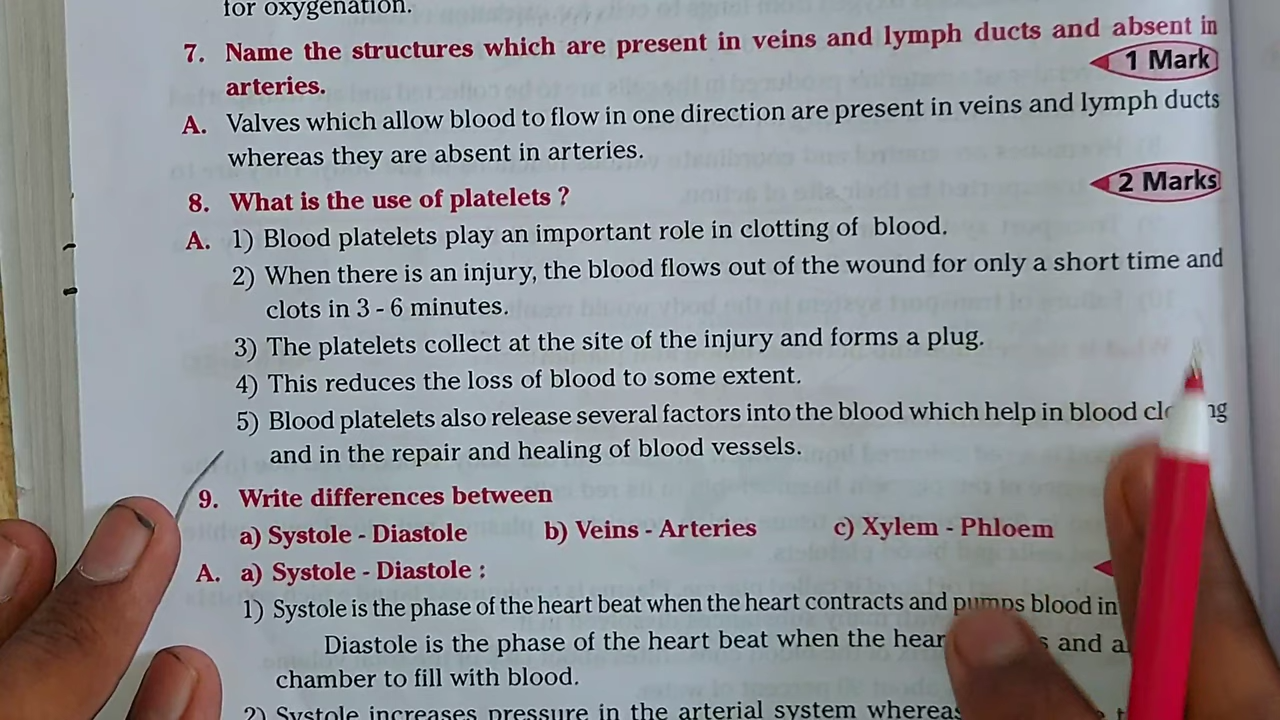 for oxygenation.
7. Name the structures which are present in veins and lymph ducts and absent in
arteries.
1 Mark
A. Valves which allow blood to flow in one direction are present in veins and lymph ducts
whereas they are absent in arteries.
8. What is the use of platelets ?
2 Marks
A. 1) Blood platelets play an important role in clotting of blood.
2) When there is an injury, the blood flows out of the wound for only a short time and
clots in 3 - 6 minutes.
3) The platelets collect at the site of the injury and forms a plug.
4) This reduces the loss of blood to some extent.
5) Blood platelets also release several factors into the blood which help in blood
and in the repair and healing of blood vessels.
9. Write differences between
a) Systole - Diastole b) Veins - Arteries c) Xylem - Phloem
A. a) Systole - Diastole :
1) Systole is the phase of the heart beat when the heart contracts and pumps blood in
Diastole is the phase of the heart beat when the and
chamber to fill with blood.
2) Systole increases pressure in the arterial system